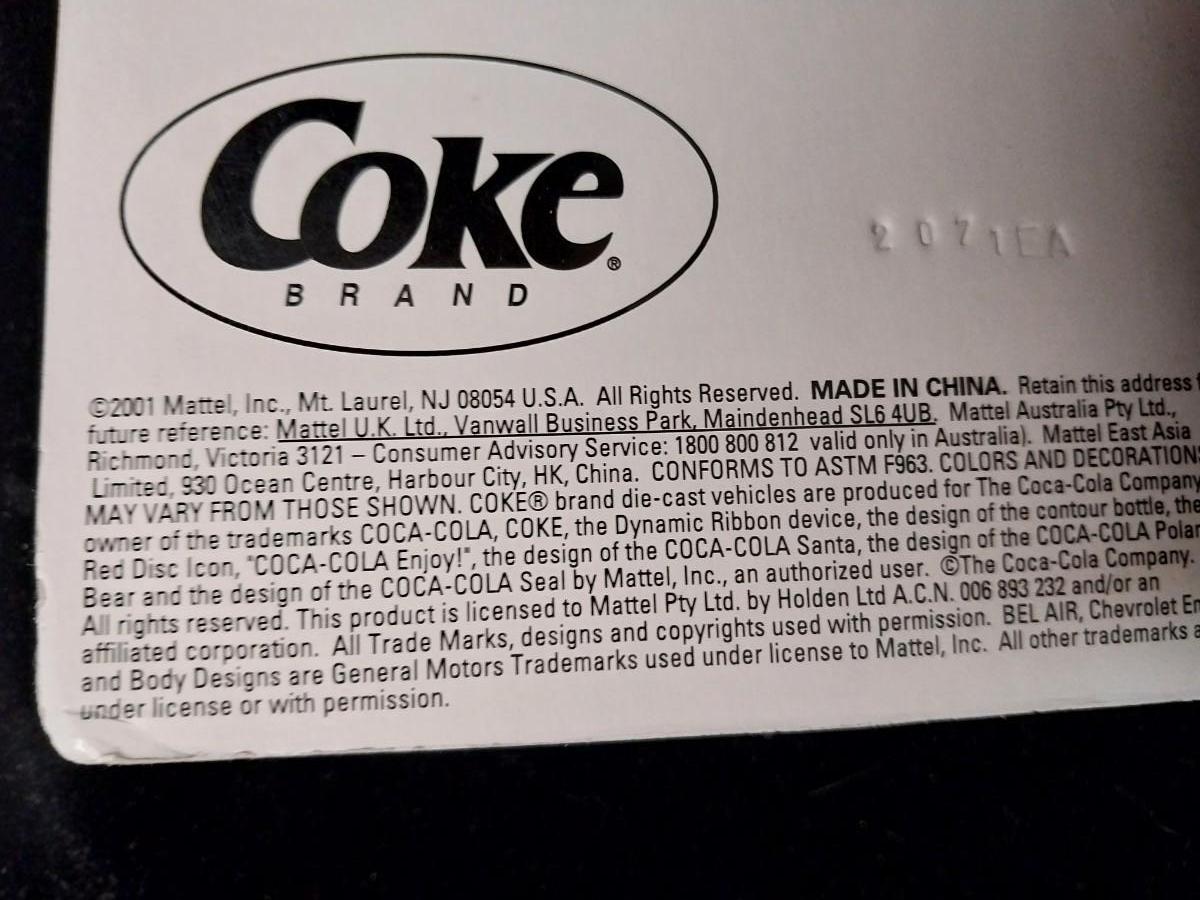 Coke®
BRAND
2071EA
©2001 Mattel, Inc., Mt. Laurel, NJ 08054 U.S.A. All Rights Reserved. MADE IN CHINA. Retain this address
future reference: Mattel U.K. Ltd., Vanwall Business Park, Maindenhead SL6 4UB. Mattel Australia Pty Ltd.,
Richmond, Victoria 3121 – Consumer Advisory Service: 1800 800 812 valid only in Australia). Mattel East Asia
Limited, 930 Ocean Centre, Harbour City, HK, China. CONFORMS TO ASTM F963. COLORS AND DECORATIONS
MAY VARY FROM THOSE SHOWN. COKE® brand die-cast vehicles are produced for The Coca-Cola Company
owner of the trademarks COCA-COLA, COKE, the Dynamic Ribbon device, the design of the contour bottle, the
Red Disc Icon, "COCA-COLA Enjoy!", the design of the COCA-COLA Santa, the design of the COCA-COLA Polar
Bear and the design of the COCA-COLA Seal by Mattel, Inc., an authorized user. ©The Coca-Cola Company.
All rights reserved. This product is licensed to Mattel Pty Ltd. by Holden Ltd A.C.N. 006 893 232 and/or an
affiliated corporation. All Trade Marks, designs and copyrights used with permission. BEL AIR, Chevrolet
and Body Designs are General Motors Trademarks used under license to Mattel, Inc. All other trademarks
under license or with permission.